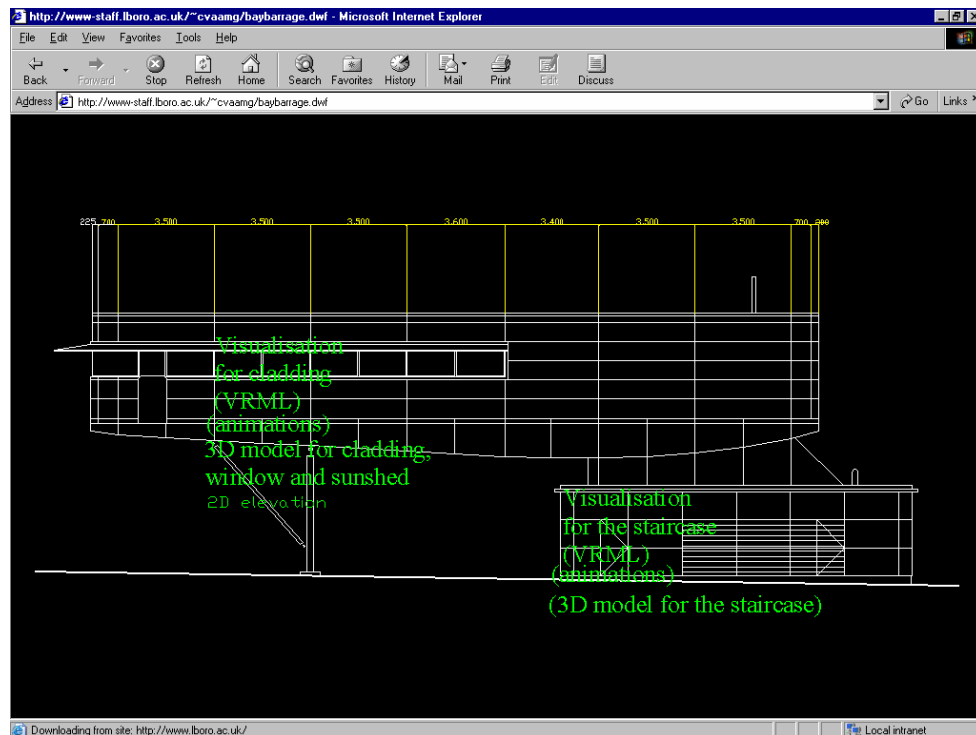 http://www-staff.lboro.ac.uk/~cvaamg/baybarrage.dwf - Microsoft Internet Explorer
File Edit View Favorites Tools Help
Back Forward Stop Refresh Home Search Favorites History Mail Print Edit Discuss
Address http://www-staff.lboro.ac.uk/~cvaamg/baybarrage.dwf Go Links
225 700 3.500 3.500 3.500 3.600 3.400 3.500 3.500 700 200
Visualisation
for cladding
(VRML)
(animations)
3D model for cladding,
window and sunshed
2D elevation
Visualisation
for the staircase
(VRML)
(animations)
(3D model for the staircase)
Downloading from site: http://www.lboro.ac.uk/ Local intranet